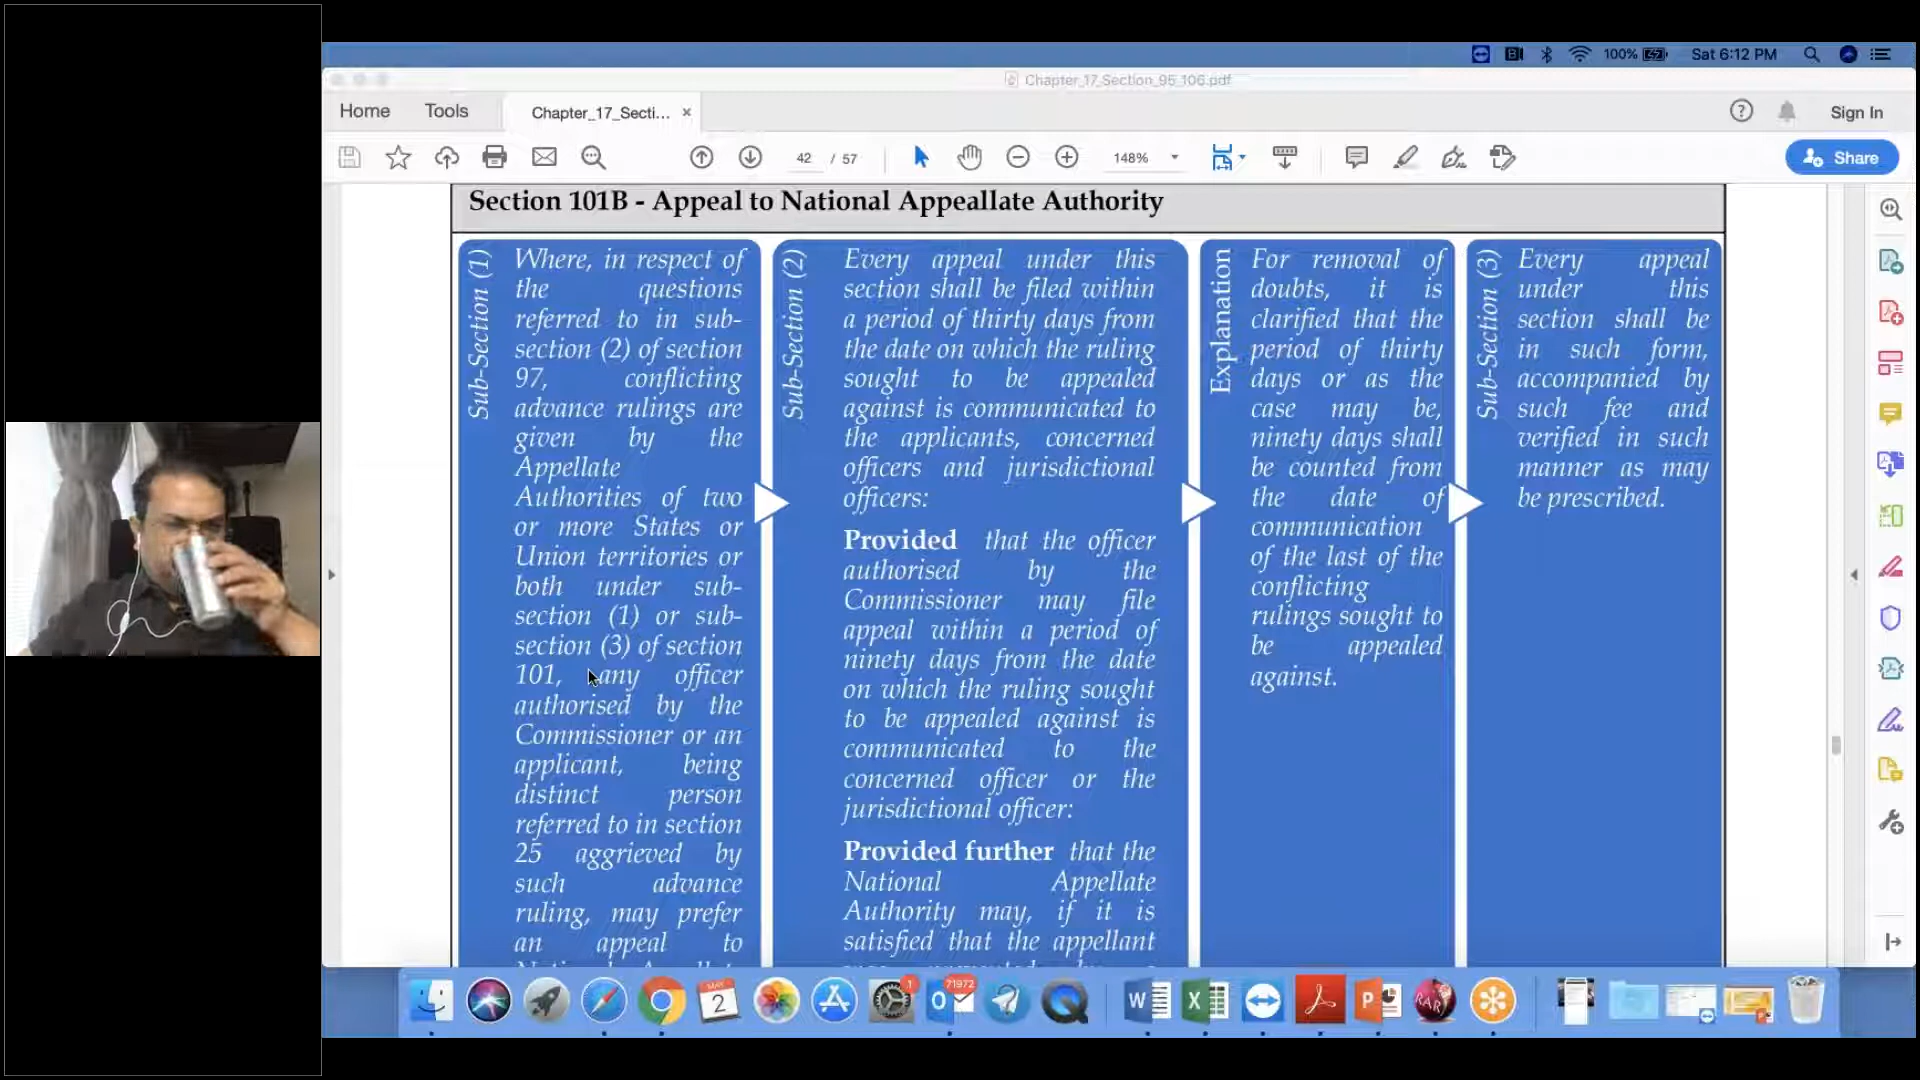 100%
Sat 6:12 PM
Chapter_17_Section_95_106.pdf
Home
Tools
Chapter_17_Secti... ×
Sign In
42 / 57
148%
Share
Section 101B - Appeal to National Appeallate Authority
Sub-Section (1)
Where, in respect of
the questions
referred to in sub-
section (2) of section
97, conflicting
advance rulings are
given by the
Appellate
Authorities of two
or more States or
Union territories or
both under sub-
section (1) or sub-
section (3) of section
101, any officer
authorised by the
Commissioner or an
applicant, being
distinct person
referred to in section
25 aggrieved by
such advance
ruling, may prefer
an appeal to
Sub-Section (2)
Every appeal under this
section shall be filed within
a period of thirty days from
the date on which the ruling
sought to be appealed
against is communicated to
the applicants, concerned
officers and jurisdictional
officers:
Provided that the officer
authorised by the
Commissioner may file
appeal within a period of
ninety days from the date
on which the ruling sought
to be appealed against is
communicated to the
concerned officer or the
jurisdictional officer:
Provided further that the
National Appellate
Authority may, if it is
satisfied that the appellant
Explanation
For removal of
doubts, it is
clarified that the
period of thirty
days or as the
case may be,
ninety days shall
be counted from
the date of
communication
of the last of the
conflicting
rulings sought to
be appealed
against.
Sub-Section (3)
Every appeal
under this
section shall be
in such form,
accompanied by
such fee and
verified in such
manner as may
be prescribed.
MAY
2
1
71972
RAR